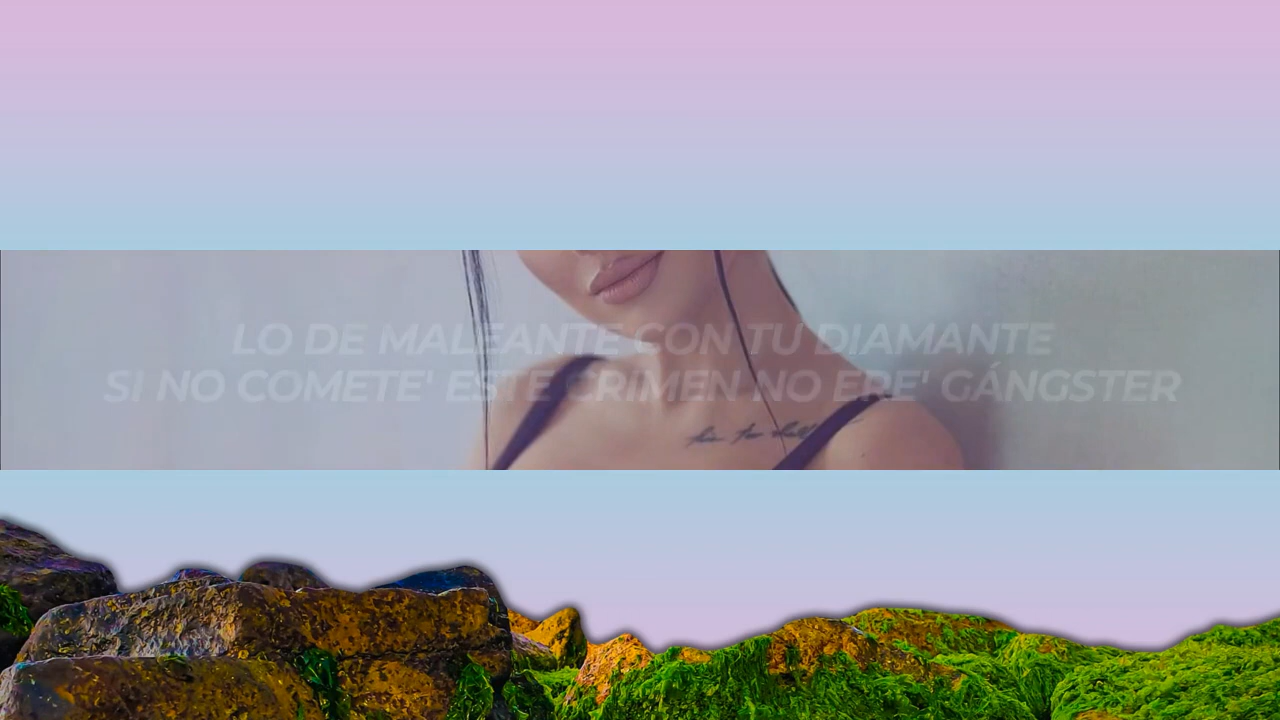 LO DE MALEANTE CON TU DIAMANTE
SI NO COMETE' ESTE CRIMEN NO ERE' GÁNGSTER